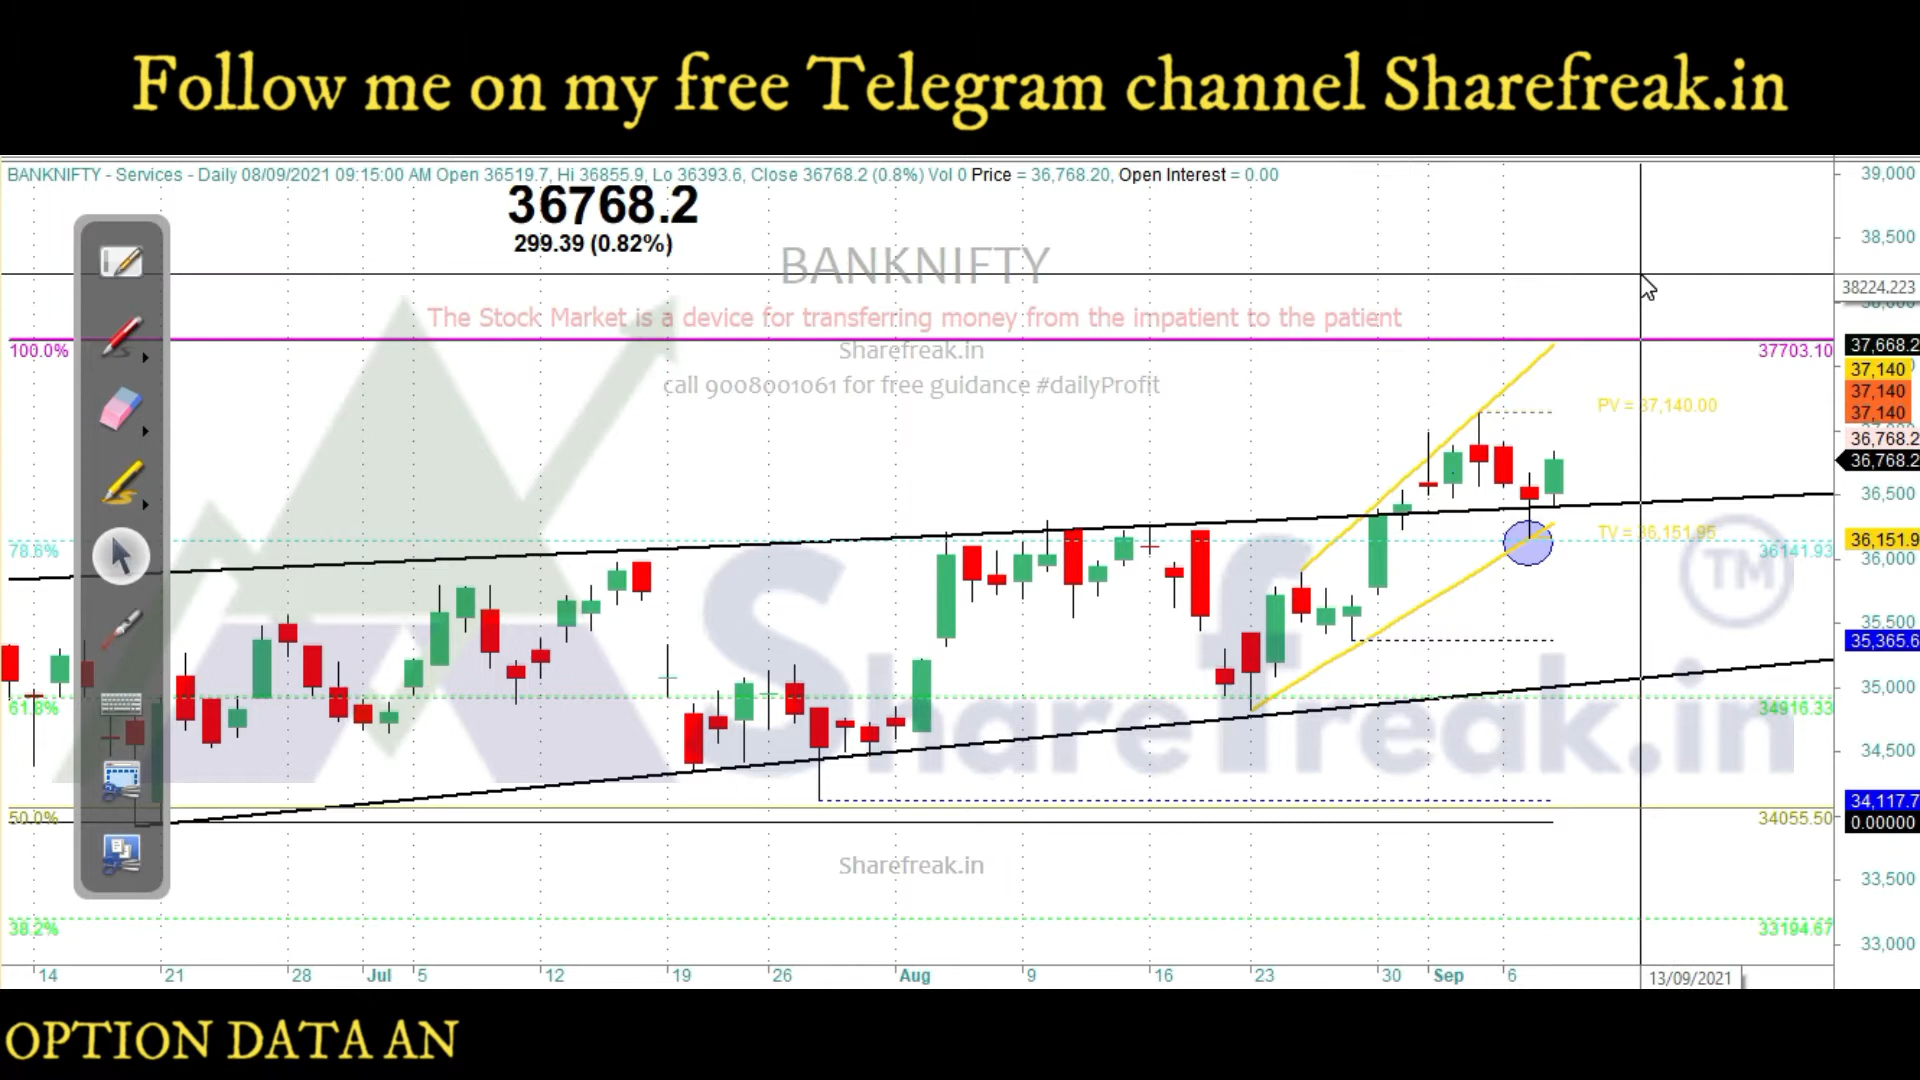 Follow me on my free Telegram channel Sharefreak.in
BANKNIFTY - Services - Daily 08/09/2021 09:15:00 AM Open 36519.7, Hi 36855.9, Lo 36393.6, Close 36768.2 (0.8%) Vol 0 Price = 36,768.20, Open Interest = 0.00
39,000
36768.2
299.39 (0.82%)
38,500
BANKNIFTY
38224.223
The Stock Market is a device for transferring money from the impatient to the patient
100.0%
Sharefreak.in
37703.10
37,668.2
37,140
call 9008001061 for free guidance #dailyProfit
37,140
PV = 37,140.00
37,140
36,768.2
36,768.2
36,500
TV = 36,151.95
36,151.9
78.6%
36141.93
36,000
TM
35,500
35,365.6
Sharefreak.in
35,000
61.8%
34916.33
34,500
34,117.7
50.0%
34055.50
0.00000
Sharefreak.in
33,500
38.2%
33194.67
33,000
14 21 28 Jul 5 12 19 26 Aug 9 16 23 30 Sep 6 13/09/2021
OPTION DATA AN